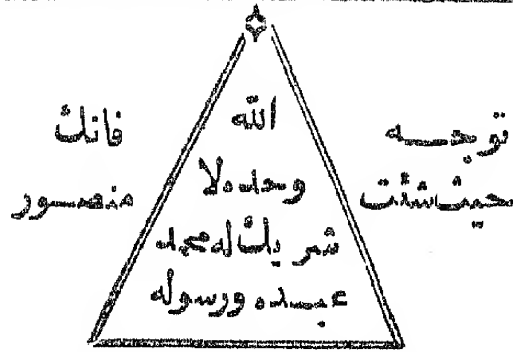 الله
توجه
فانك
وحده لا
حيث شئت
منصور
شريك له محمد
عبده ورسوله